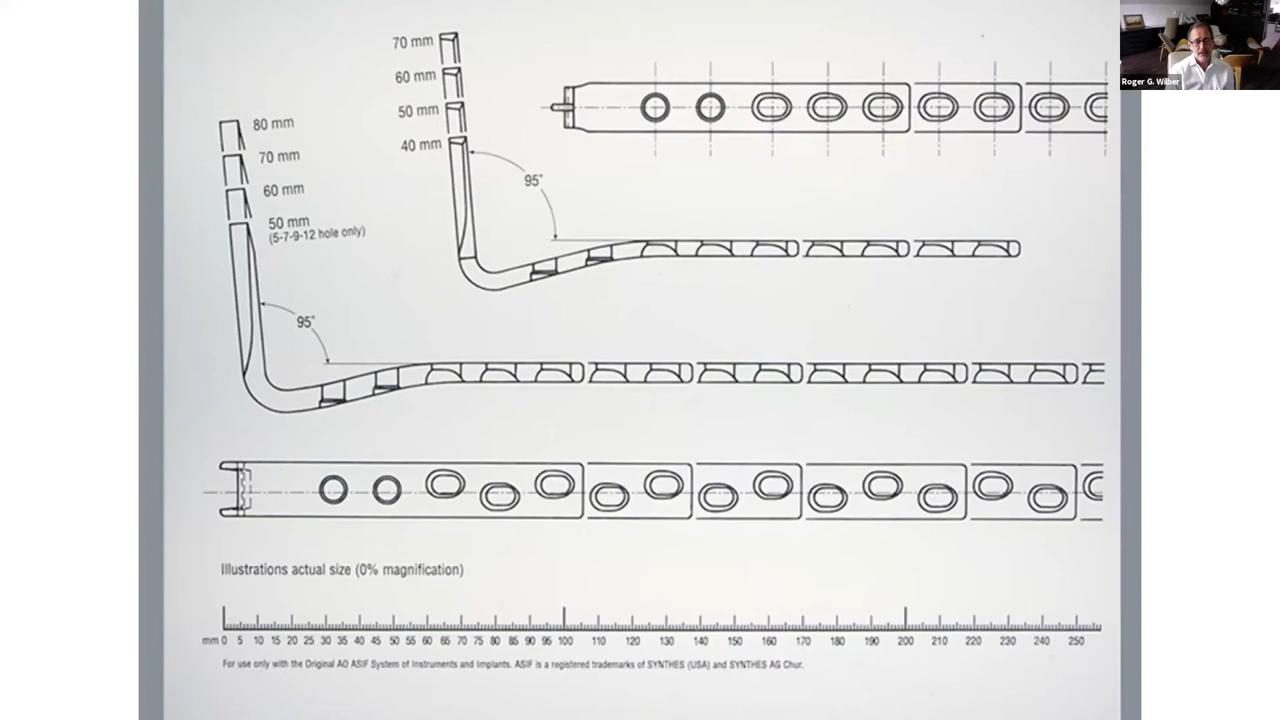 70 mm
60 mm
50 mm
40 mm
95°
80 mm
70 mm
60 mm
50 mm
(5-7-9-12 hole only)
95°
Illustrations actual size (0% magnification)
mm 0 5 10 15 20 25 30 35 40 45 50 55 60 65 70 75 80 85 90 95 100 110 120 130 140 150 160 170 180 190 200 210 220 230 240 250
For use only with the Original AO ASIF System of Instruments and Implants. ASIF is a registered trademarks of SYNTHES (USA) and SYNTHES AG Chur.
Roger G. Wilber